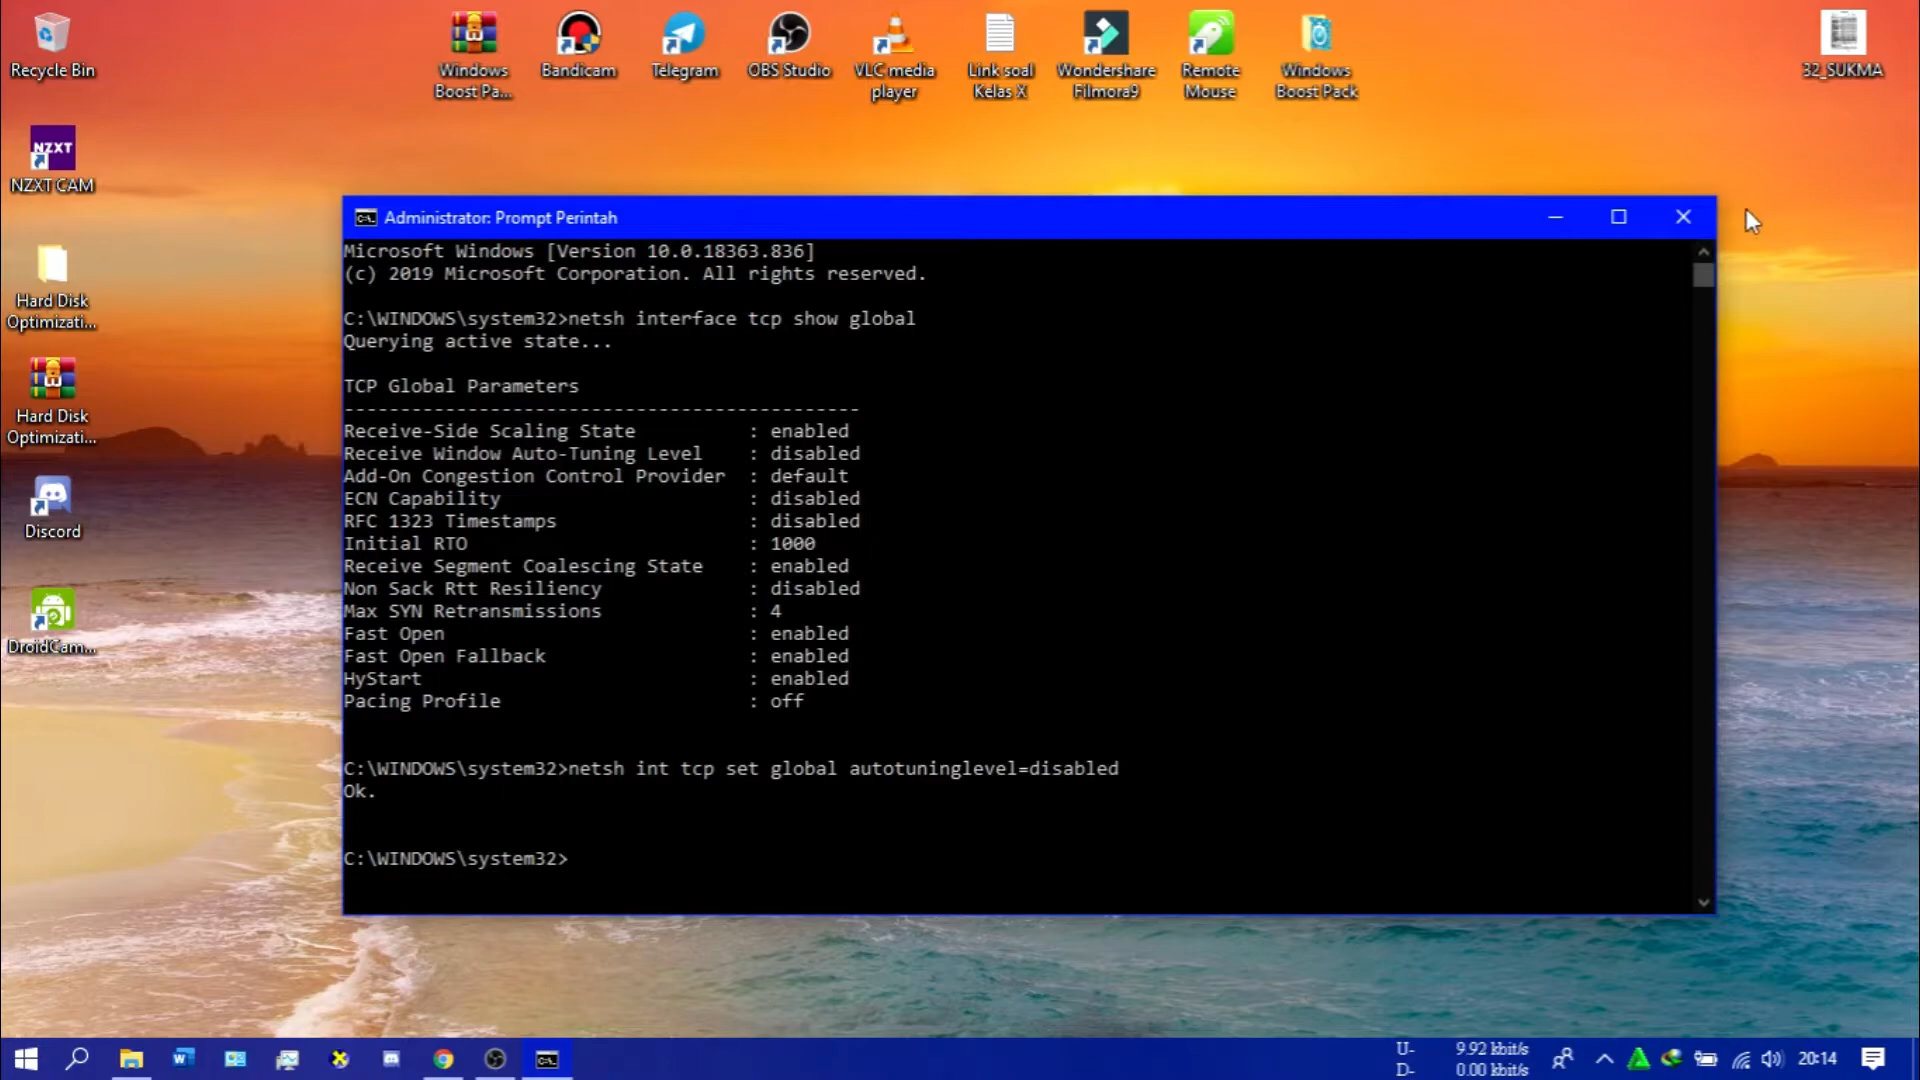 Recycle Bin
Windows
Boost Pa...
Bandicam
Telegram
OBS Studio
VLC media
player
Link soal
Kelas X
Wondershare
Filmora9
Remote
Mouse
Windows
Boost Pack
32_SUKMA
NZXT
NZXT CAM
Hard Disk
Optimizati...
Hard Disk
Optimizati...
Discord
DroidCam...
Administrator: Prompt Perintah
Microsoft Windows [Version 10.0.18363.836]
(c) 2019 Microsoft Corporation. All rights reserved.
C:\WINDOWS\system32>netsh interface tcp show global
Querying active state...
TCP Global Parameters
----------------------------------------------
Receive-Side Scaling State : enabled
Receive Window Auto-Tuning Level : disabled
Add-On Congestion Control Provider : default
ECN Capability : disabled
RFC 1323 Timestamps : disabled
Initial RTO : 1000
Receive Segment Coalescing State : enabled
Non Sack Rtt Resiliency : disabled
Max SYN Retransmissions : 4
Fast Open : enabled
Fast Open Fallback : enabled
HyStart : enabled
Pacing Profile : off
C:\WINDOWS\system32>netsh int tcp set global autotuninglevel=disabled
Ok.
C:\WINDOWS\system32>
U- 9.92 kbit/s
D- 0.00 kbit/s
20:14